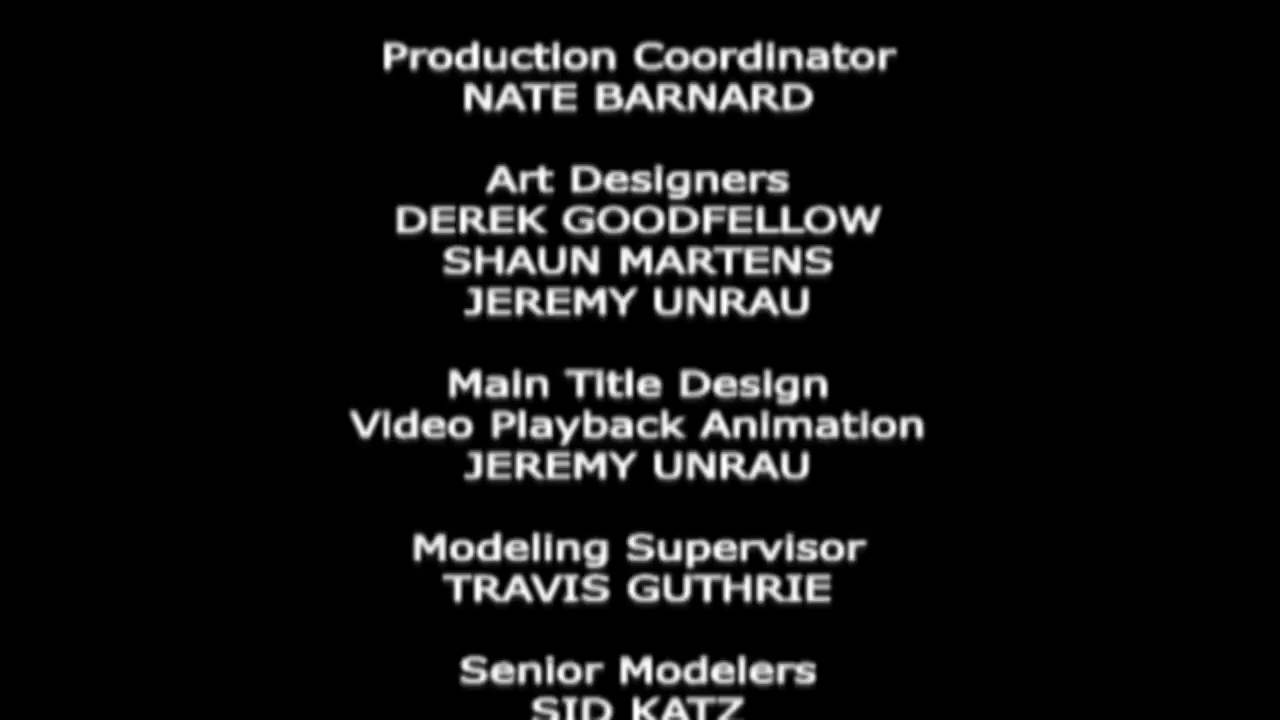 Production Coordinator
NATE BARNARD
Art Designers
DEREK GOODFELLOW
SHAUN MARTENS
JEREMY UNRAU
Main Title Design
Video Playback Animation
JEREMY UNRAU
Modeling Supervisor
TRAVIS GUTHRIE
Senior Modelers
SID KATZ